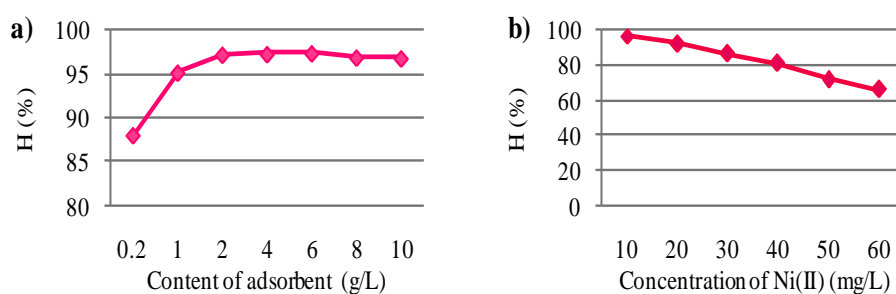 a)
100
95
90
85
80
H (%)
0.2 1 2 4 6 8 10
Content of adsorbent (g/L)
b)
100
80
60
40
20
0
H (%)
10 20 30 40 50 60
Concentration of Ni(II) (mg/L)